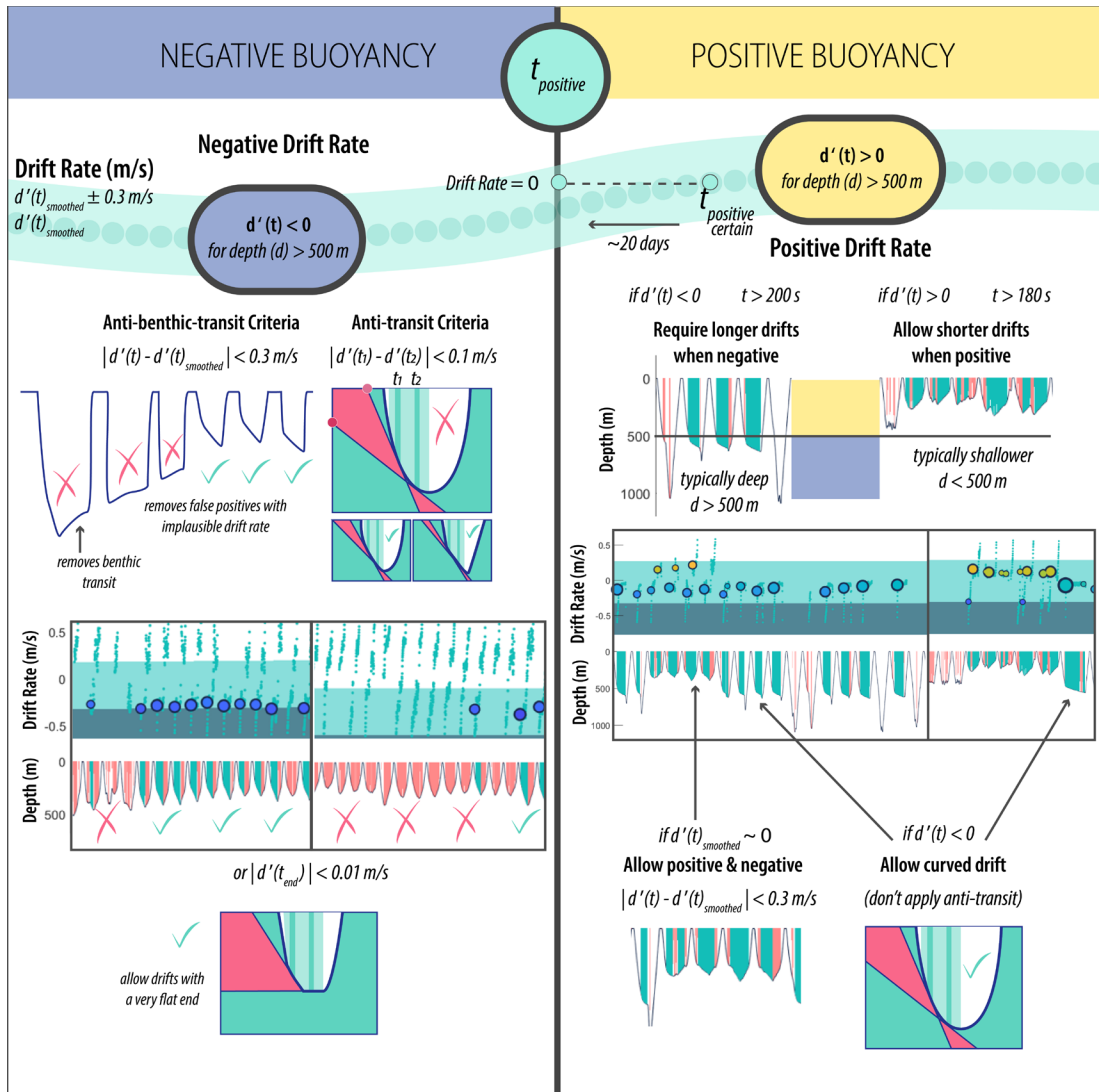 NEGATIVE BUOYANCY
t positive
POSITIVE BUOYANCY
Negative Drift Rate
Drift Rate (m/s)
d'(t) smoothed ± 0.3 m/s
d'(t) smoothed
d'(t) < 0
for depth (d) > 500 m
Drift Rate = 0
t positive certain
~20 days
d'(t) > 0
for depth (d) > 500 m
Positive Drift Rate
Anti-benthic-transit Criteria
|d'(t) - d'(t) smoothed| < 0.3 m/s
removes false positives with
implausible drift rate
removes benthic
transit
Anti-transit Criteria
|d'(t1) - d'(t2)| < 0.1 m/s
t1 t2
if d'(t) < 0 t > 200 s
Require longer drifts
when negative
if d'(t) > 0 t > 180 s
Allow shorter drifts
when positive
Depth (m)
0
500
1000
typically deep
d > 500 m
typically shallower
d < 500 m
Drift Rate (m/s)
0.5
0
-0.5
Depth (m)
0
500
1000
Drift Rate (m/s)
0.5
0
-0.5
Depth (m)
0
500
or |d'(t end)| < 0.01 m/s
allow drifts with
a very flat end
if d'(t) smoothed ~ 0
Allow positive & negative
|d'(t) - d'(t) smoothed| < 0.3 m/s
if d'(t) < 0
Allow curved drift
(don't apply anti-transit)